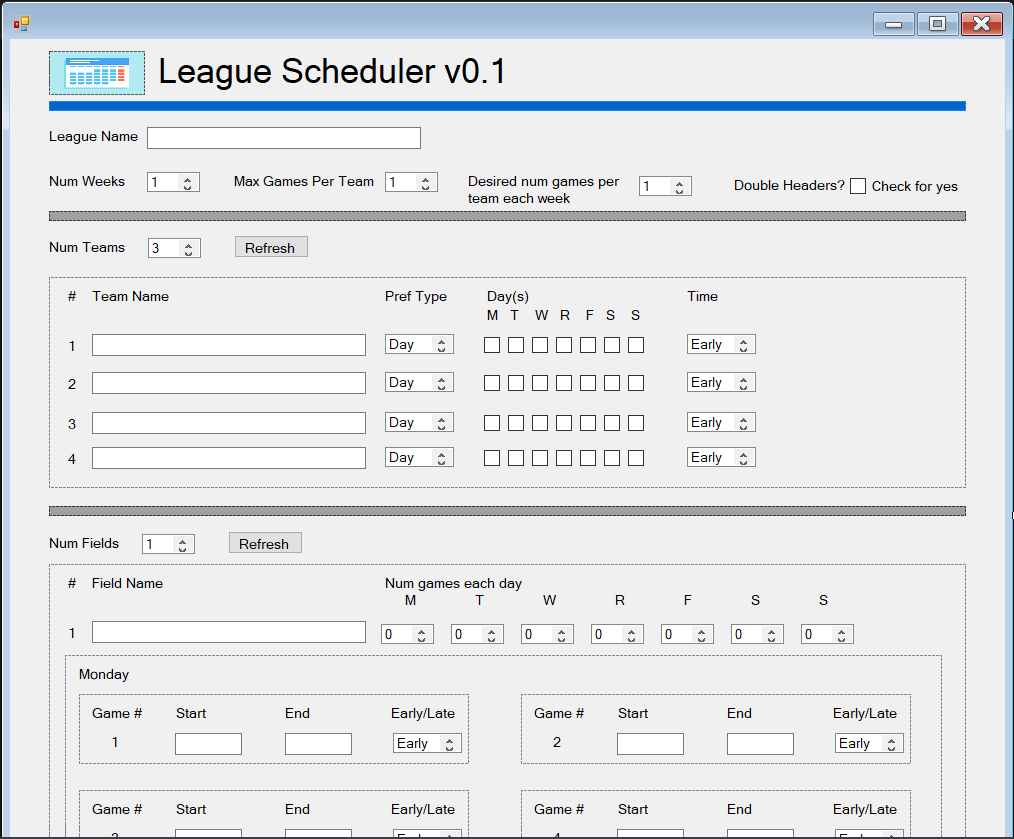 League Scheduler v0.1
League Name
Num Weeks 1 Max Games Per Team 1 Desired num games per team each week 1 Double Headers? Check for yes
Num Teams 3 Refresh
# Team Name Pref Type Day(s) Time
M T W R F S S
1 Day Early
2 Day Early
3 Day Early
4 Day Early
Num Fields 1 Refresh
# Field Name Num games each day
M T W R F S S
1 0 0 0 0 0 0 0
Monday
Game # Start End Early/Late Game # Start End Early/Late
1 Early 2 Early
Game # Start End Early/Late Game # Start End Early/Late